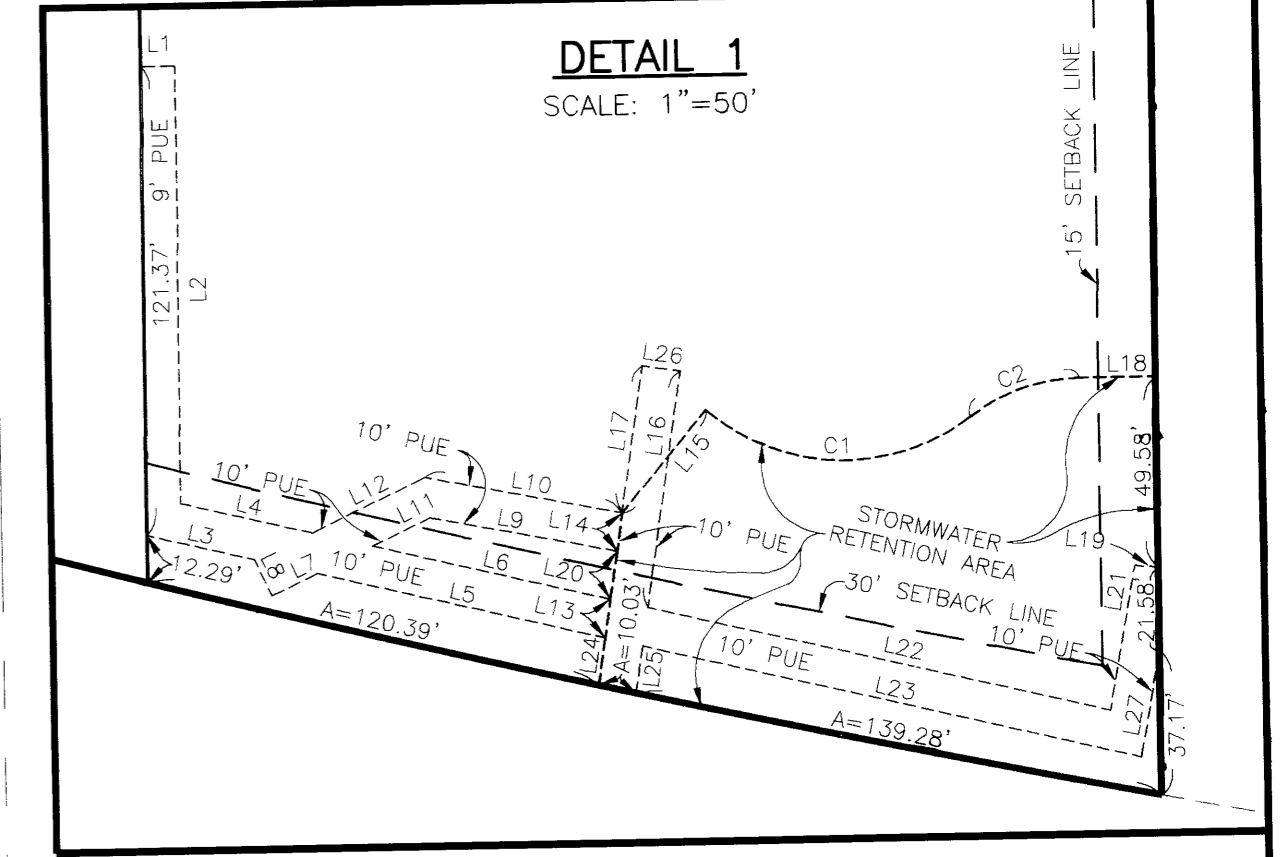 DETAIL 1
SCALE: 1"=50'
L1
121.37' 9' PUE
L2
15' SETBACK LINE
L26
L17
L16
L15
C1
C2
L18
49.58'
10' PUE
10' PUE
L12
L10
L4
L11
L9
L14
10' PUE
STORMWATER
RETENTION AREA
L19
L3
L8
L7
10' PUE
L6
L20
L5
L13
30' SETBACK LINE
L21
21.58'
12.29'
A=120.39'
L24
A=10.03'
L25
10' PUE
L22
10' PUE
L23
L27
37.17'
A=139.28'